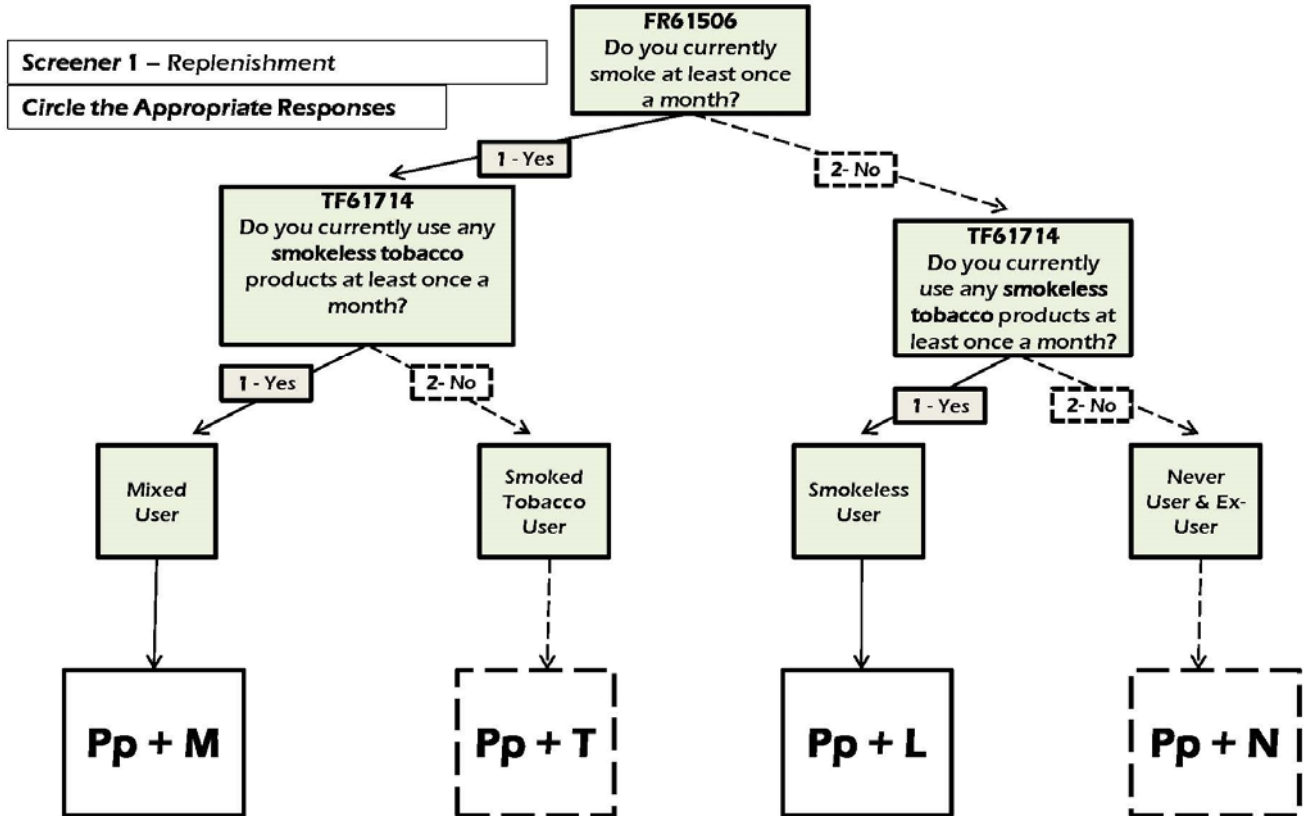 FR61506
Do you currently
smoke at least once
a month?
Screener 1 – Replenishment
Circle the Appropriate Responses
1 - Yes
2- No
TF61714
Do you currently use any
smokeless tobacco
products at least once a
month?
TF61714
Do you currently
use any smokeless
tobacco products at
least once a month?
1 - Yes
2- No
1 - Yes
2- No
Mixed
User
Smoked
Tobacco
User
Smokeless
User
Never
User & Ex-
User
Pp + M
Pp + T
Pp + L
Pp + N